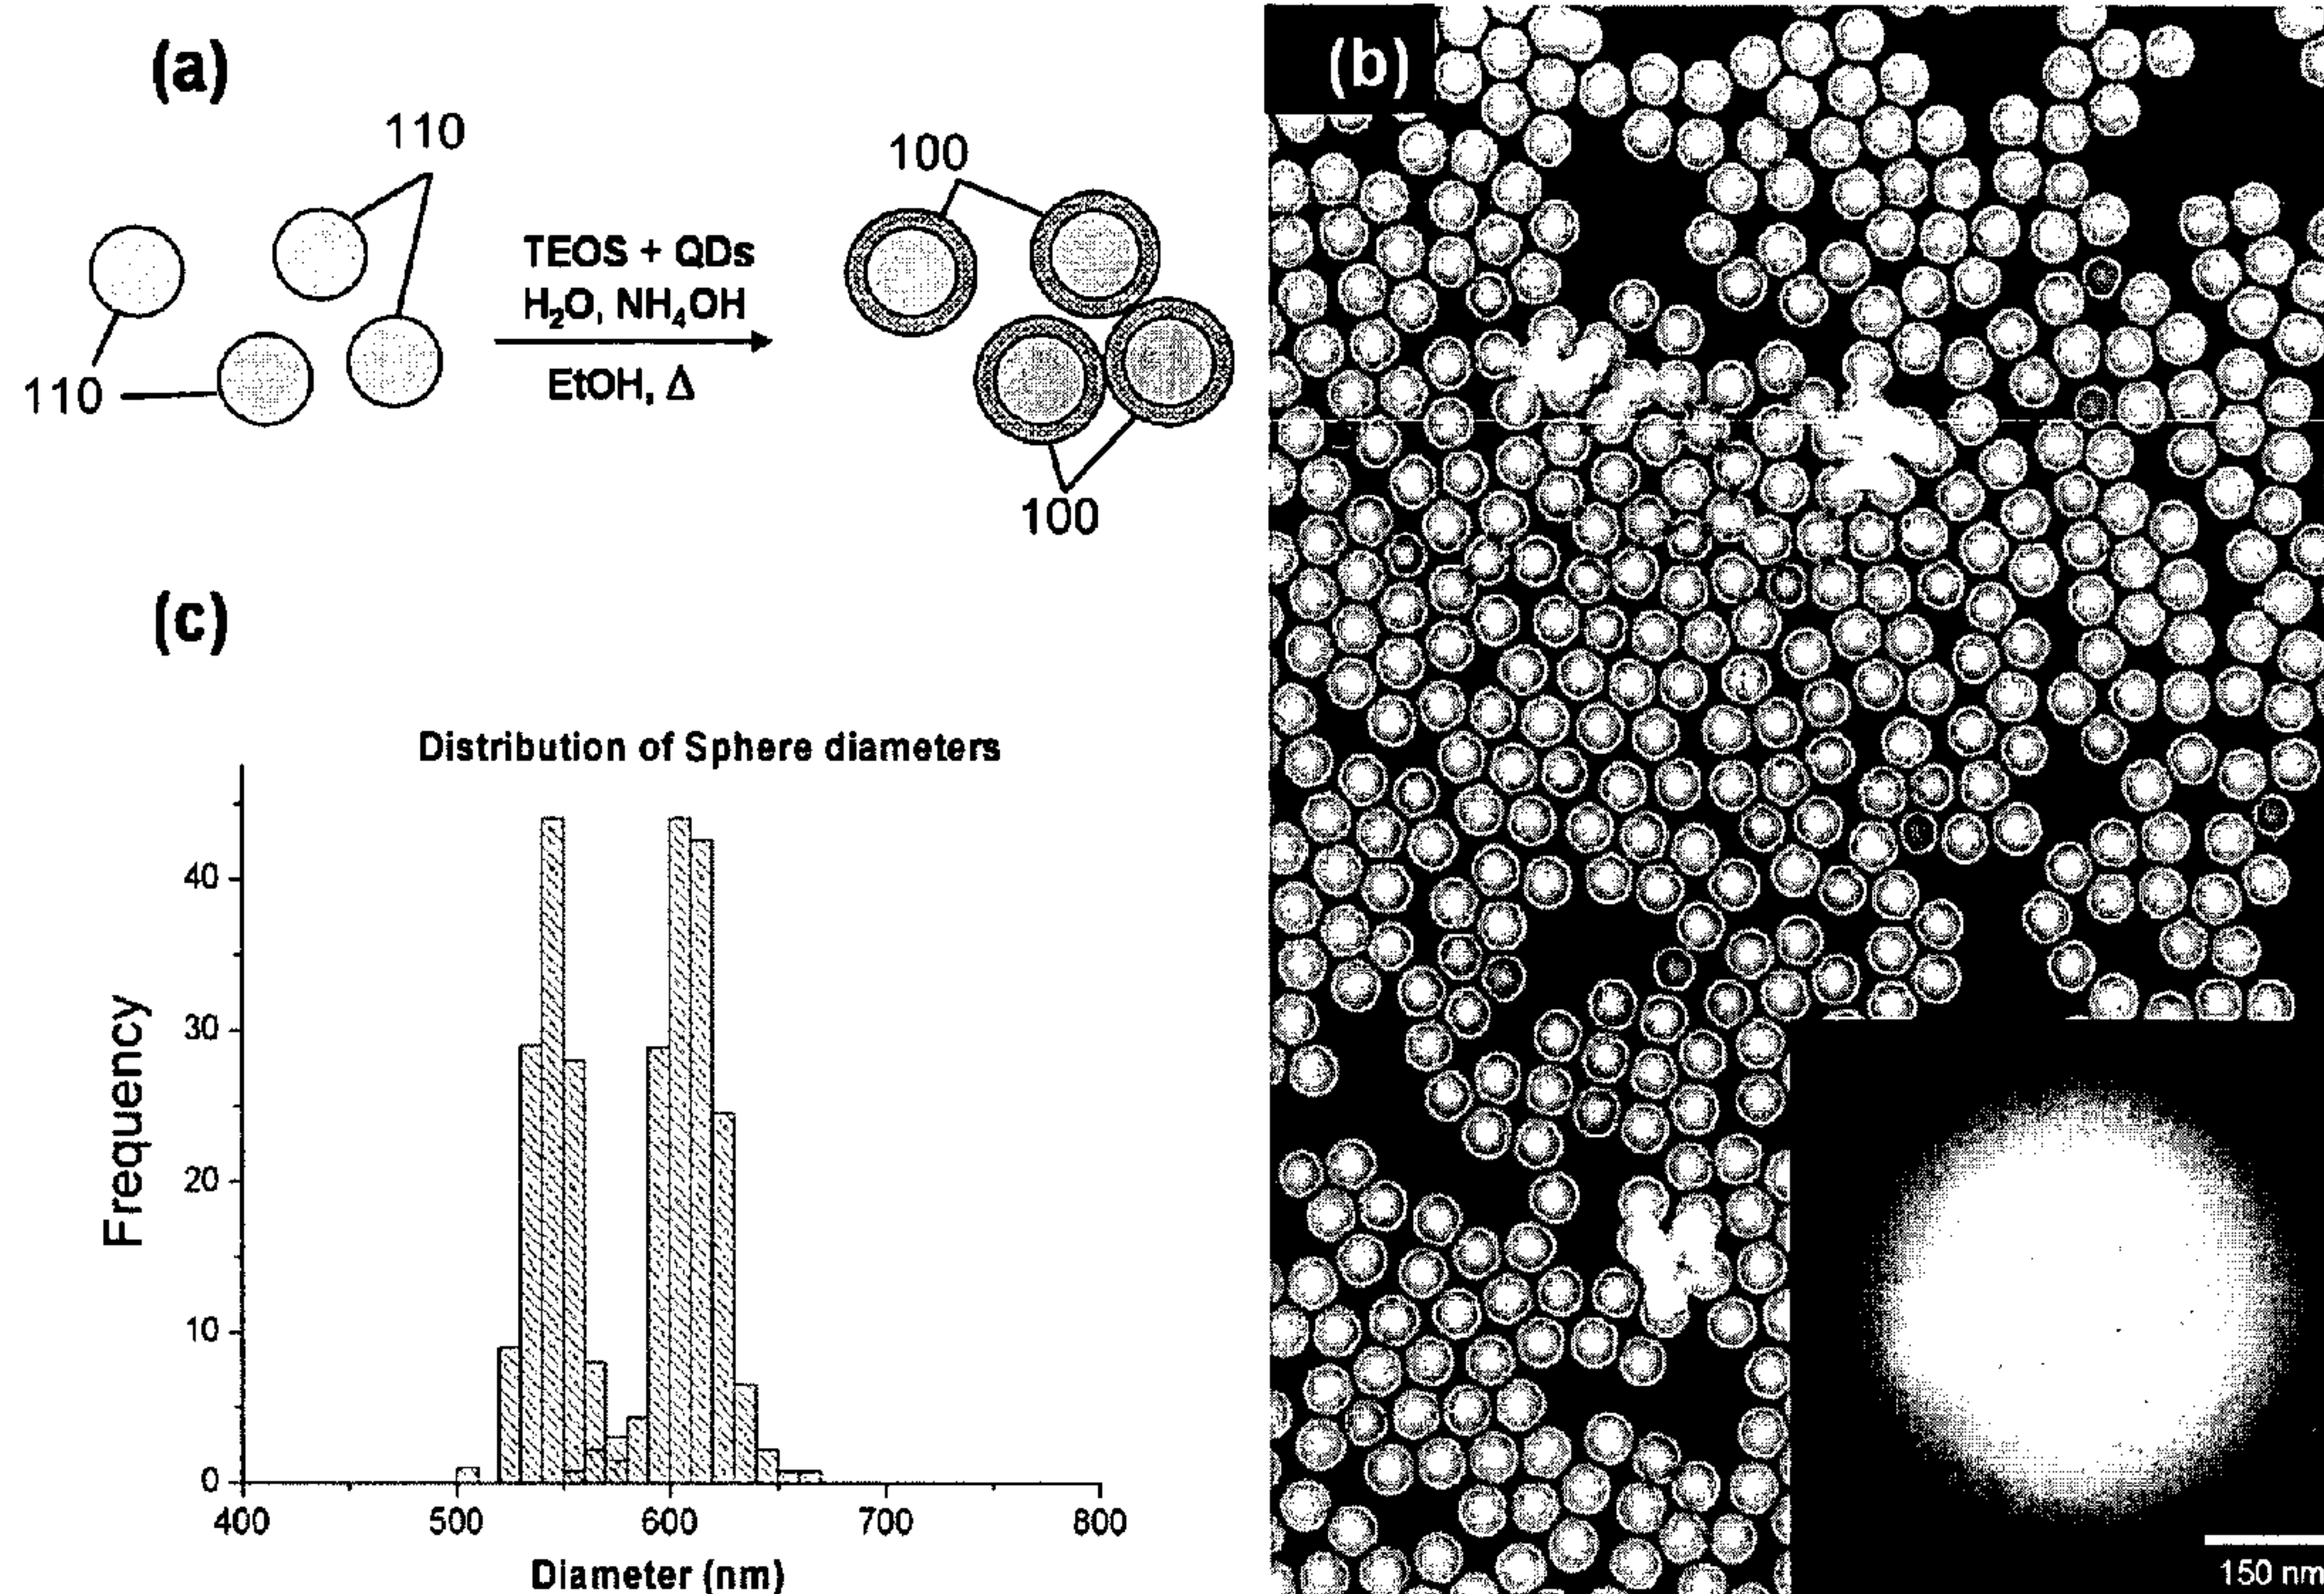 (a)
110
110
TEOS + QDs
H₂O, NH₄OH
EtOH, Δ
100
100
(b)
150 nm
(c)
Distribution of Sphere diameters
Frequency
40
30
20
10
0
400 500 600 700 800
Diameter (nm)